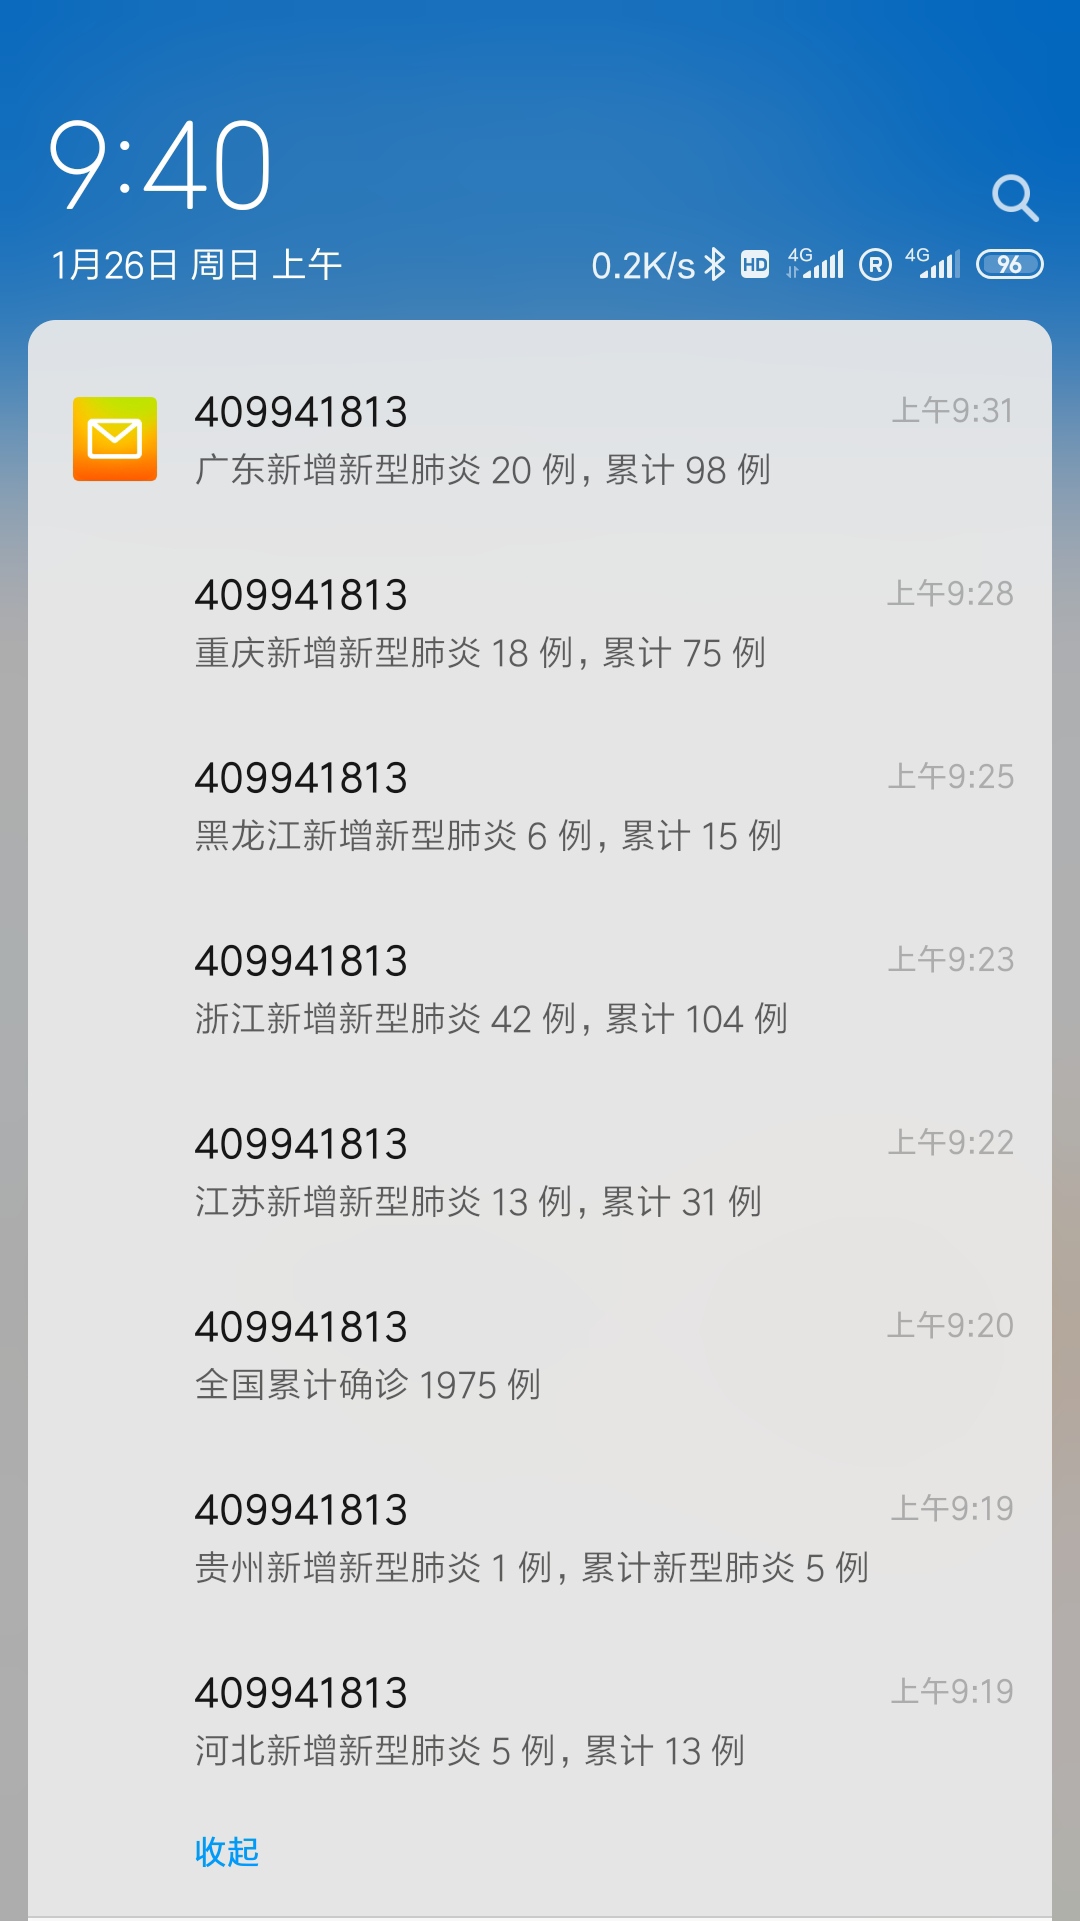 9:40
1月26日 周日 上午
0.2K/s HD 4G R 4G 96
409941813 上午9:31
广东新增新型肺炎 20 例，累计 98 例
409941813 上午9:28
重庆新增新型肺炎 18 例，累计 75 例
409941813 上午9:25
黑龙江新增新型肺炎 6 例，累计 15 例
409941813 上午9:23
浙江新增新型肺炎 42 例，累计 104 例
409941813 上午9:22
江苏新增新型肺炎 13 例，累计 31 例
409941813 上午9:20
全国累计确诊 1975 例
409941813 上午9:19
贵州新增新型肺炎 1 例，累计新型肺炎 5 例
409941813 上午9:19
河北新增新型肺炎 5 例，累计 13 例
收起